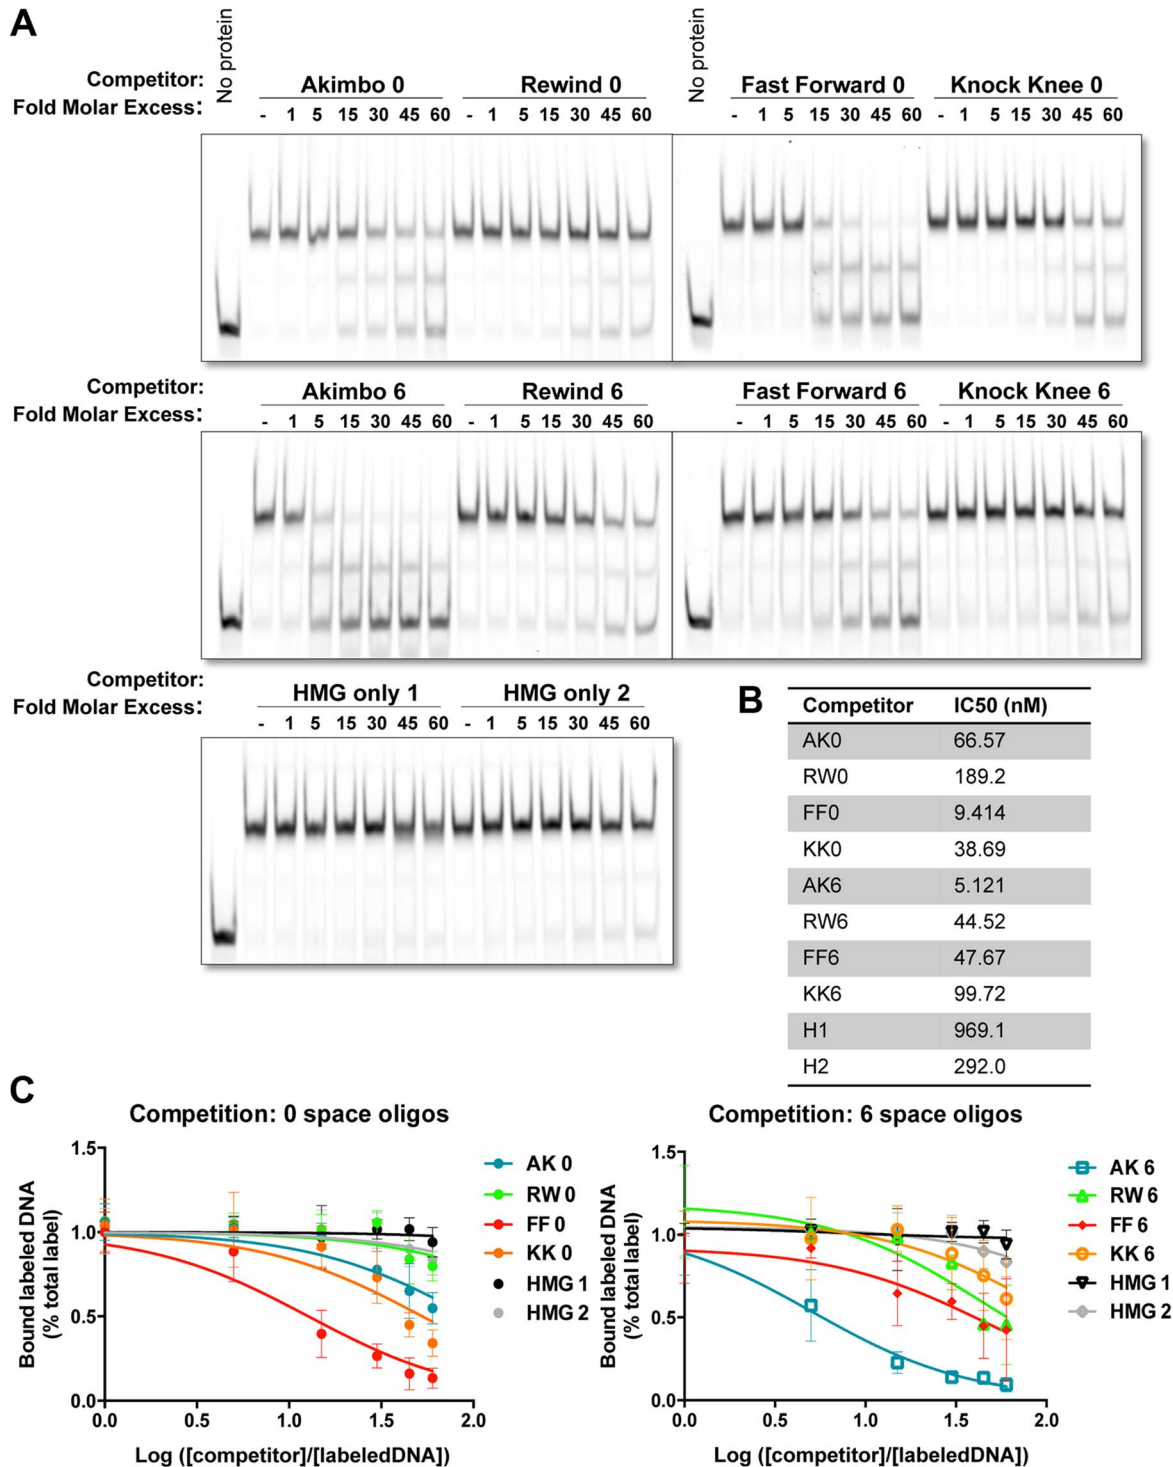 A
No protein
No protein
Competitor: Akimbo 0 Rewind 0 Fast Forward 0 Knock Knee 0
Fold Molar Excess: - 1 5 15 30 45 60 - 1 5 15 30 45 60 - 1 5 15 30 45 60 - 1 5 15 30 45 60
Competitor: Akimbo 6 Rewind 6 Fast Forward 6 Knock Knee 6
Fold Molar Excess: - 1 5 15 30 45 60 - 1 5 15 30 45 60 - 1 5 15 30 45 60 - 1 5 15 30 45 60
Competitor: HMG only 1 HMG only 2
Fold Molar Excess: - 1 5 15 30 45 60 - 1 5 15 30 45 60
B
Competitor IC50 (nM)
AK0 66.57
RW0 189.2
FF0 9.414
KK0 38.69
AK6 5.121
RW6 44.52
FF6 47.67
KK6 99.72
H1 969.1
H2 292.0
C
Competition: 0 space oligos
Bound labeled DNA
(% total label)
1.5
1.0
0.5
0.0
0.0 0.5 1.0 1.5 2.0
Log ([competitor]/[labeledDNA])
AK 0
RW 0
FF 0
KK 0
HMG 1
HMG 2
Competition: 6 space oligos
Bound labeled DNA
(% total label)
1.5
1.0
0.5
0.0
0.0 0.5 1.0 1.5 2.0
Log ([competitor]/[labeledDNA])
AK 6
RW 6
FF 6
KK 6
HMG 1
HMG 2